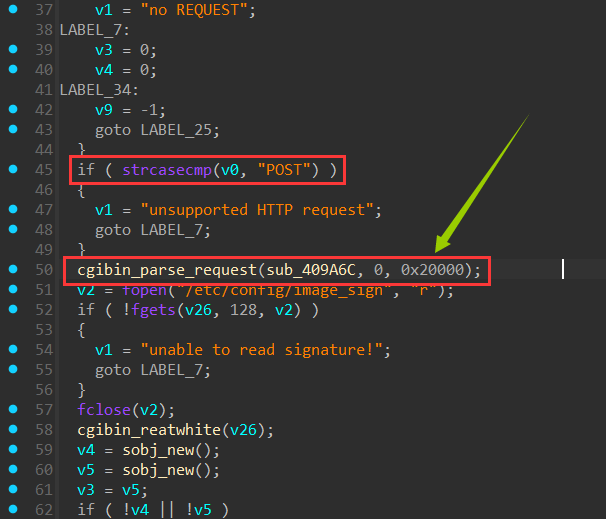 37 v1 = "no REQUEST";
38 LABEL_7:
39 v3 = 0;
40 v4 = 0;
41 LABEL_34:
42 v9 = -1;
43 goto LABEL_25;
44 }
45 if ( strcasecmp(v0, "POST") )
46 {
47 v1 = "unsupported HTTP request";
48 goto LABEL_7;
49 }
50 cgibin_parse_request(sub_409A6C, 0, 0x20000);
51 v2 = fopen("/etc/config/image_sign", "r");
52 if ( !fgets(v26, 128, v2) )
53 {
54 v1 = "unable to read signature!";
55 goto LABEL_7;
56 }
57 fclose(v2);
58 cgibin_reatwhite(v26);
59 v4 = sobj_new();
60 v5 = sobj_new();
61 v3 = v5;
62 if ( !v4 || !v5 )